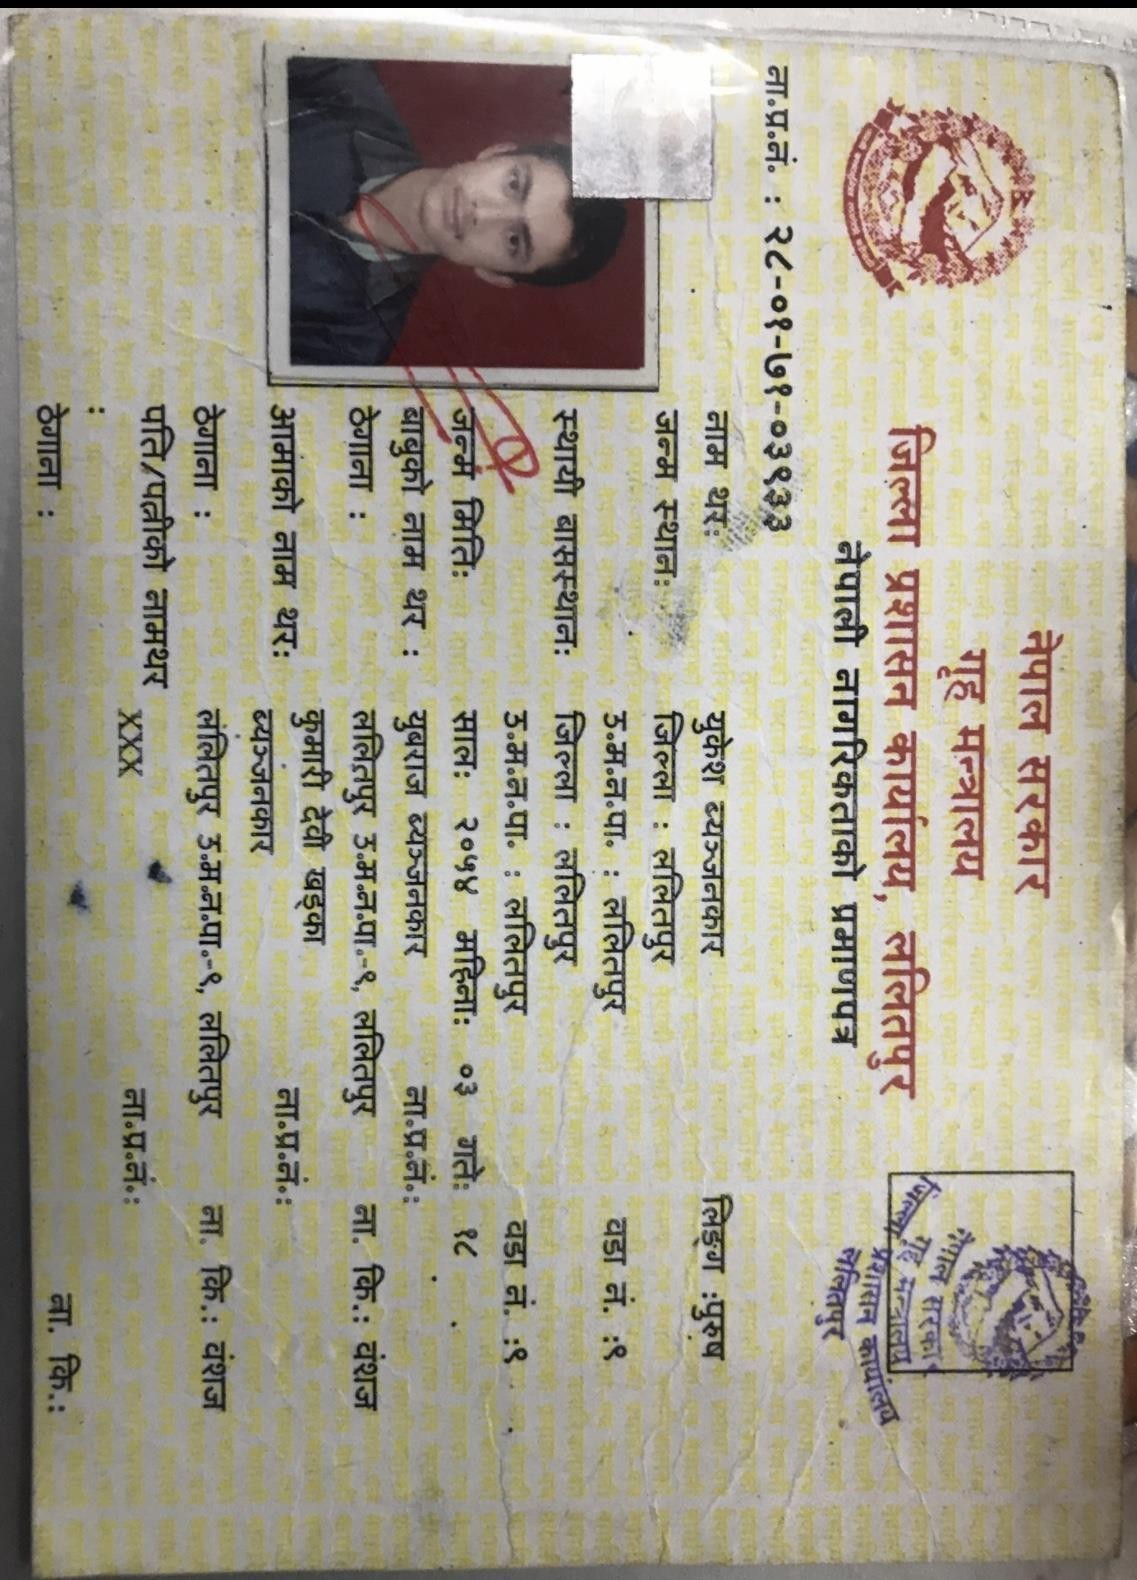 नेपाल सरकार
गृह मन्त्रालय
जिल्ला प्रशासन कार्यालय, ललितपुर
नेपाली नागरिकताको प्रमाणपत्र
नेपाल सरकार
गृह मन्त्रालय
जिल्ला प्रशासन कार्यालय
ललितपुर
ना.प्र.नं. : २८-०१-७१-०३९३३
नाम थर: युकेश ब्यञ्जनकार लिङ्ग :पुरुष
जन्म स्थान: जिल्ला : ललितपुर
उ.म.न.पा. : ललितपुर वडा नं. :९
स्थायी बासस्थान: जिल्ला : ललितपुर
उ.म.न.पा. : ललितपुर वडा नं. :९
जन्म मिति: साल: २०५४ महिना: ०३ गते: १८
बाबुको नाम थर : युबराज ब्यञ्जनकार ना.प्र.नं.:
ठेगाना : ललितपुर उ.म.न.पा.-९, ललितपुर ना. कि.: वंशज
आमाको नाम थर: कुमारी देवी खड्का ब्यञ्जनकार ना.प्र.नं.:
ठेगाना : ललितपुर उ.म.न.पा.-९, ललितपुर ना. कि.: वंशज
पति/पत्नीको नामथर : XXX ना.प्र.नं.:
ठेगाना : ना. कि.: